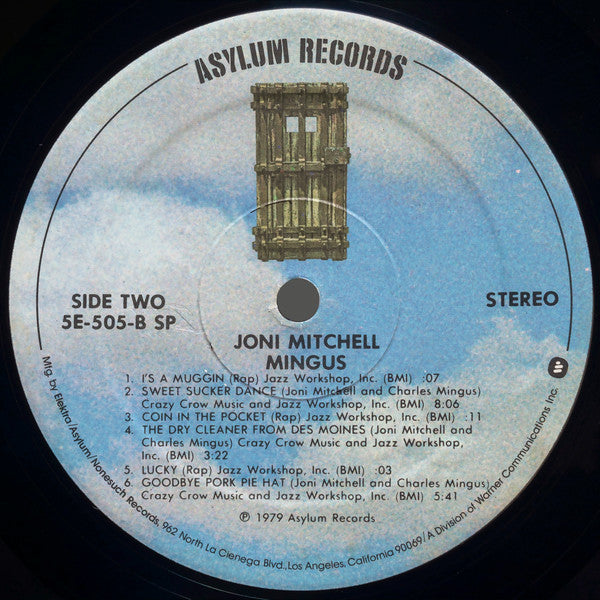 ASYLUM RECORDS
SIDE TWO
5E-505-B SP
STEREO
JONI MITCHELL
MINGUS
1. I'S A MUGGIN (Rap) Jazz Workshop, Inc. (BMI) :07
2. SWEET SUCKER DANCE (Joni Mitchell and Charles Mingus)
Crazy Crow Music and Jazz Workshop, Inc. (BMI) 8:06
3. COIN IN THE POCKET (Rap) Jazz Workshop, Inc. (BMI) :11
4. THE DRY CLEANER FROM DES MOINES (Joni Mitchell and
Charles Mingus) Crazy Crow Music and Jazz Workshop,
Inc. (BMI) 3:22
5. LUCKY (Rap) Jazz Workshop, Inc. (BMI) :03
6. GOODBYE PORK PIE HAT (Joni Mitchell and Charles Mingus)
Crazy Crow Music and Jazz Workshop, Inc. (BMI) 5:41
℗ 1979 Asylum Records
Mfg. by Elektra/Asylum/Nonesuch Records, 962 North La Cienega Blvd., Los Angeles, California 90069/A Division of Warner Communications Inc.